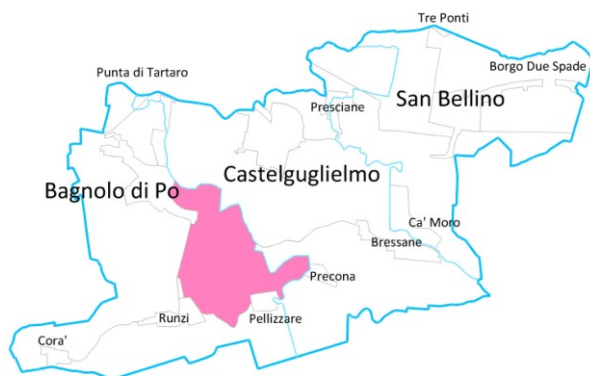 Tre Ponti
Borgo Due Spade
Punta di Tartaro
San Bellino
Presciane
Castelguglielmo
Bagnolo di Po
Ca' Moro
Bressane
Precona
Runzi
Pellizzare
Cora'